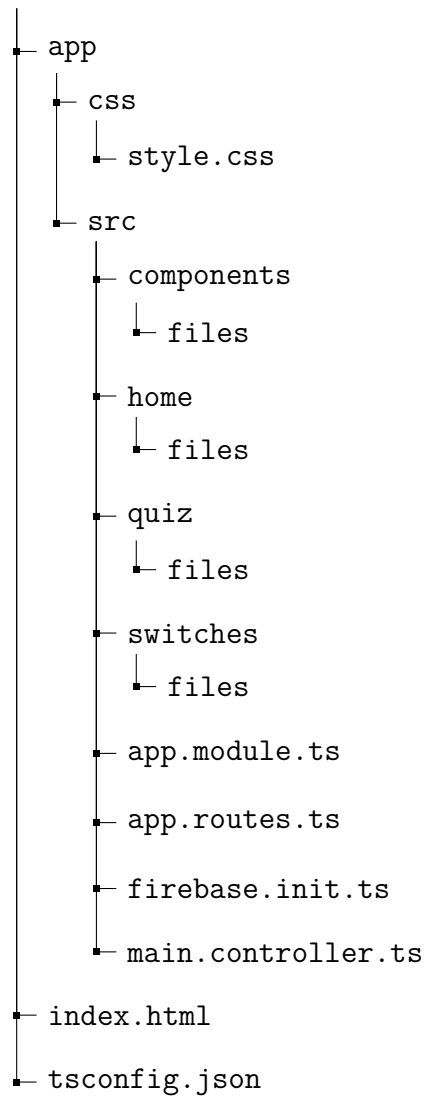 app
css
style.css
src
components
files
home
files
quiz
files
switches
files
app.module.ts
app.routes.ts
firebase.init.ts
main.controller.ts
index.html
tsconfig.json